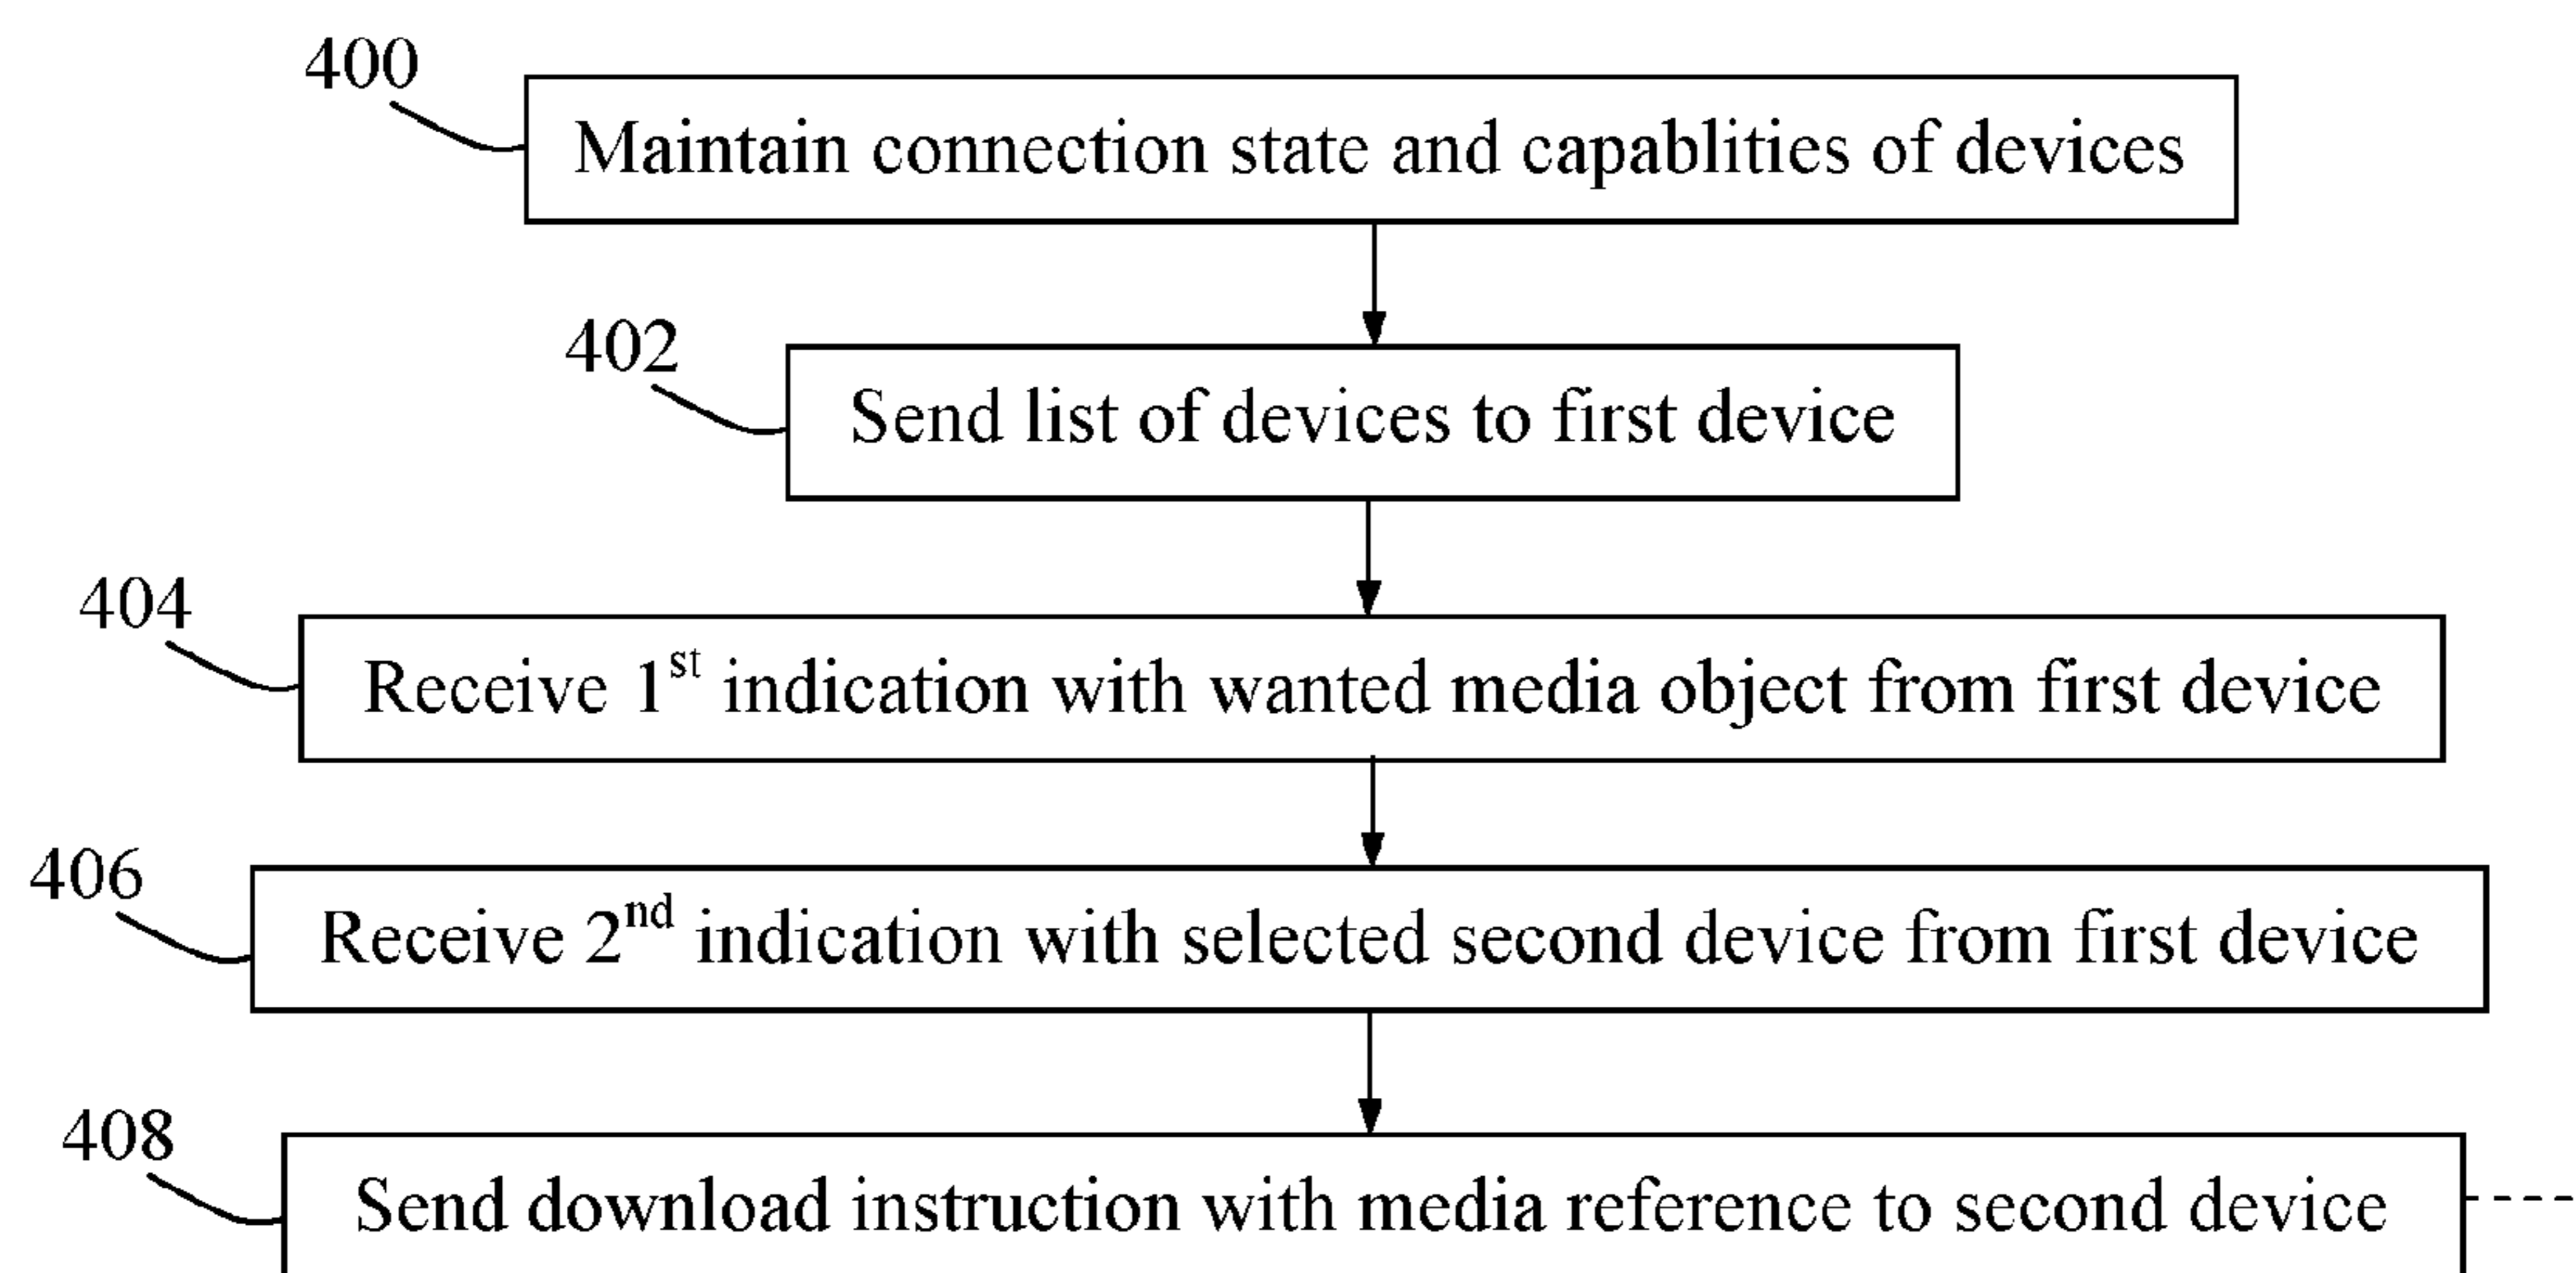 400
Maintain connection state and capablities of devices
402
Send list of devices to first device
404
Receive 1st indication with wanted media object from first device
406
Receive 2nd indication with selected second device from first device
408
Send download instruction with media reference to second device